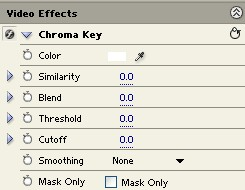 Video Effects
Chroma Key
Color
Similarity 0.0
Blend 0.0
Threshold 0.0
Cutoff 0.0
Smoothing None
Mask Only Mask Only